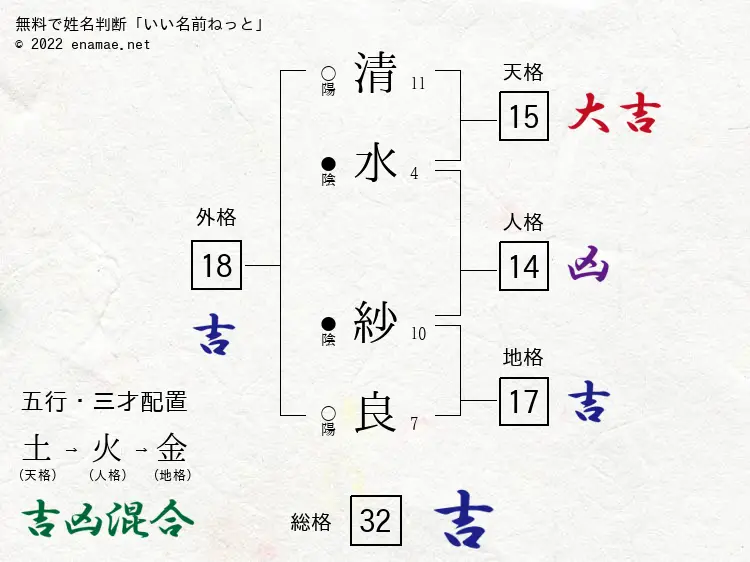 無料で姓名判断「いい名前ねっと」
© 2022 enamae.net
○陽 清 11
●陰 水 4
●陰 紗 10
○陽 良 7
天格
15 大吉
人格
14 凶
地格
17 吉
外格
18
吉
五行・三才配置
土→火→金
(天格) (人格) (地格)
吉凶混合
総格 32 吉